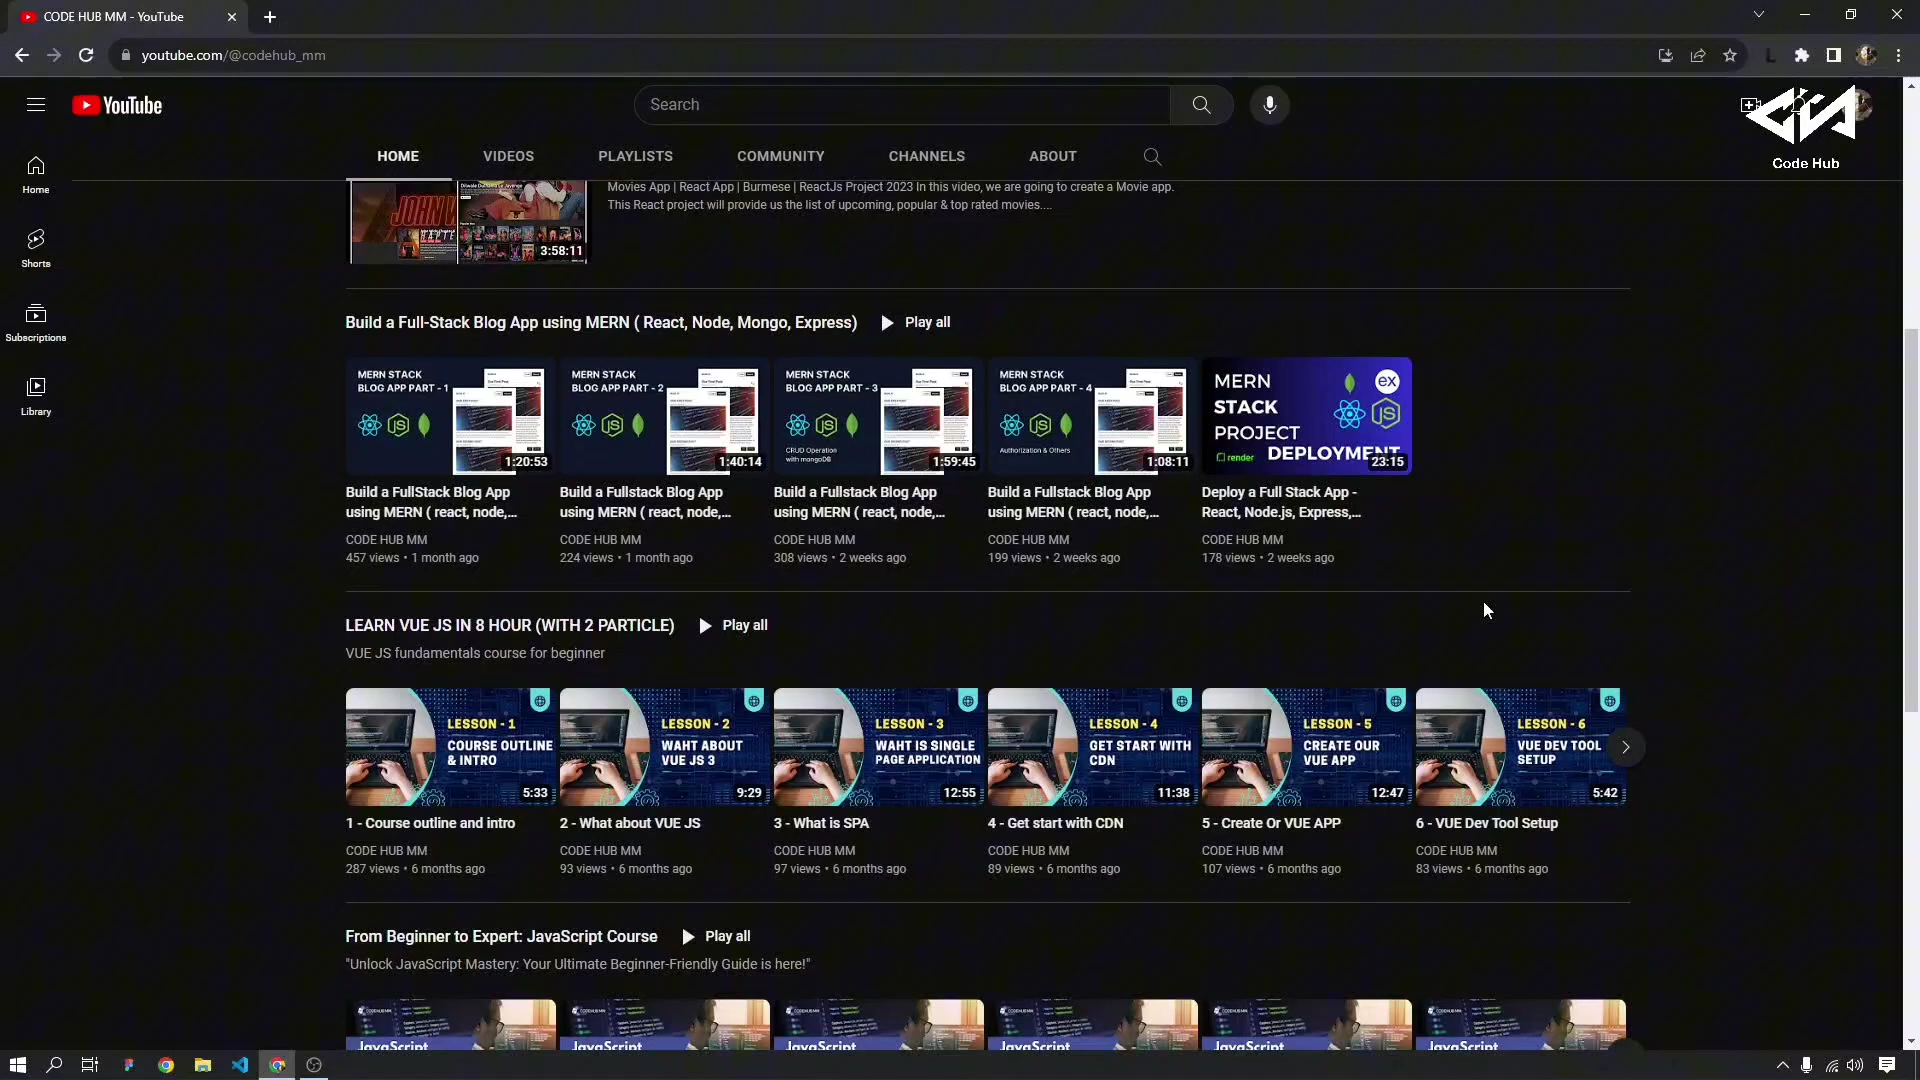 CODE HUB MM - YouTube
youtube.com/@codehub_mm
YouTube
Search
Code Hub
HOME VIDEOS PLAYLISTS COMMUNITY CHANNELS ABOUT
Home
Shorts
Subscriptions
Library
Movies App | React App | Burmese | ReactJs Project 2023 In this video, we are going to create a Movie app.
This React project will provide us the list of upcoming, popular & top rated movies....
3:58:11
Build a Full-Stack Blog App using MERN ( React, Node, Mongo, Express) Play all
MERN STACK
BLOG APP PART - 1
1:20:53
MERN STACK
BLOG APP PART - 2
1:40:14
MERN STACK
BLOG APP PART - 3
CRUD Operation
with mongoDB
1:59:45
MERN STACK
BLOG APP PART - 4
Authorization & Others
1:08:11
MERN
STACK
PROJECT
DEPLOYMENT
ex
JS
render
23:15
Build a FullStack Blog App
using MERN ( react, node,...
CODE HUB MM
457 views • 1 month ago
Build a Fullstack Blog App
using MERN ( react, node,...
CODE HUB MM
224 views • 1 month ago
Build a Fullstack Blog App
using MERN ( react, node,...
CODE HUB MM
308 views • 2 weeks ago
Build a Fullstack Blog App
using MERN ( react, node,...
CODE HUB MM
199 views • 2 weeks ago
Deploy a Full Stack App -
React, Node.js, Express,...
CODE HUB MM
178 views • 2 weeks ago
LEARN VUE JS IN 8 HOUR (WITH 2 PARTICLE) Play all
VUE JS fundamentals course for beginner
LESSON - 1
COURSE OUTLINE
& INTRO
5:33
LESSON - 2
WAHT ABOUT
VUE JS 3
9:29
LESSON - 3
WAHT IS SINGLE
PAGE APPLICATION
12:55
LESSON - 4
GET START WITH
CDN
11:38
LESSON - 5
CREATE OUR
VUE APP
12:47
LESSON - 6
VUE DEV TOOL
SETUP
5:42
1 - Course outline and intro
CODE HUB MM
287 views • 6 months ago
2 - What about VUE JS
CODE HUB MM
93 views • 6 months ago
3 - What is SPA
CODE HUB MM
97 views • 6 months ago
4 - Get start with CDN
CODE HUB MM
89 views • 6 months ago
5 - Create Or VUE APP
CODE HUB MM
107 views • 6 months ago
6 - VUE Dev Tool Setup
CODE HUB MM
83 views • 6 months ago
From Beginner to Expert: JavaScript Course Play all
"Unlock JavaScript Mastery: Your Ultimate Beginner-Friendly Guide is here!"
JavaScript
JavaScript
JavaScript
JavaScript
JavaScript
JavaScript